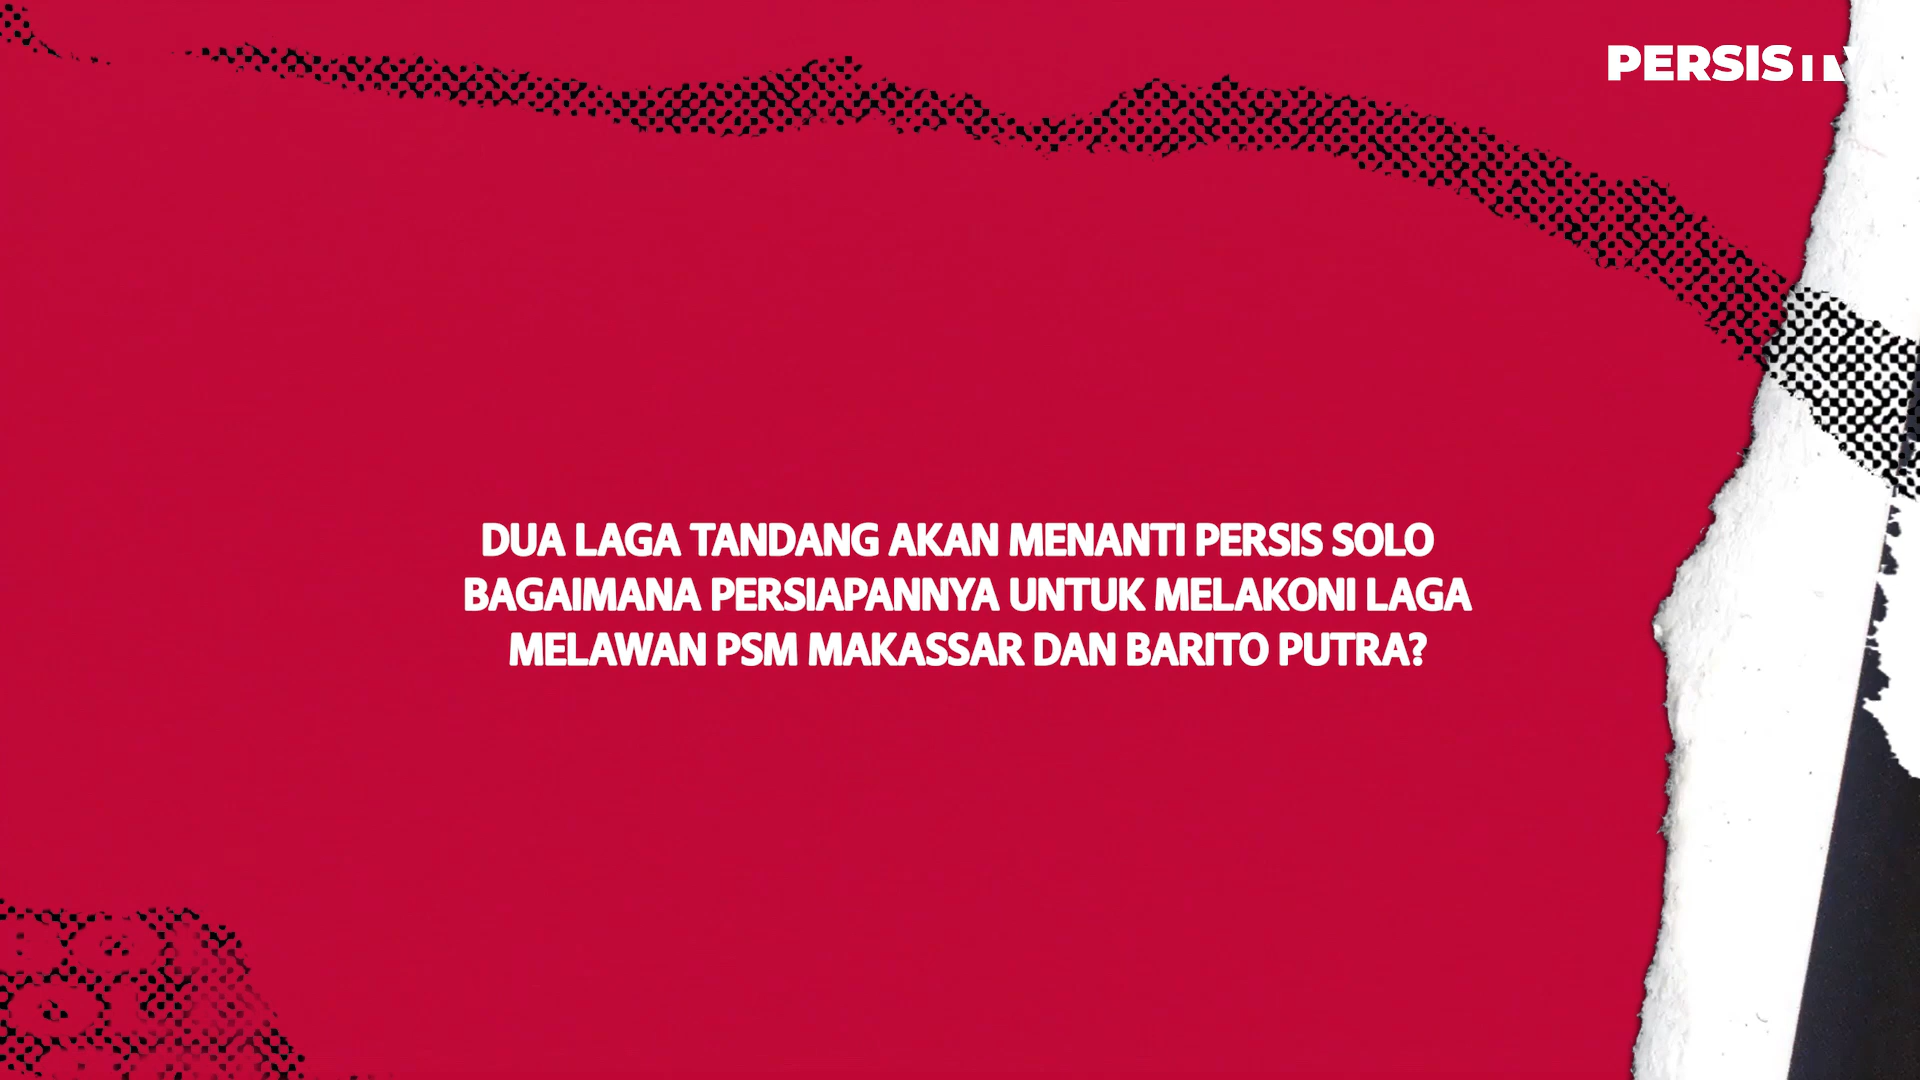 PERSIS TV
DUA LAGA TANDANG AKAN MENANTI PERSIS SOLO
BAGAIMANA PERSIAPANNYA UNTUK MELAKONI LAGA
MELAWAN PSM MAKASSAR DAN BARITO PUTRA?